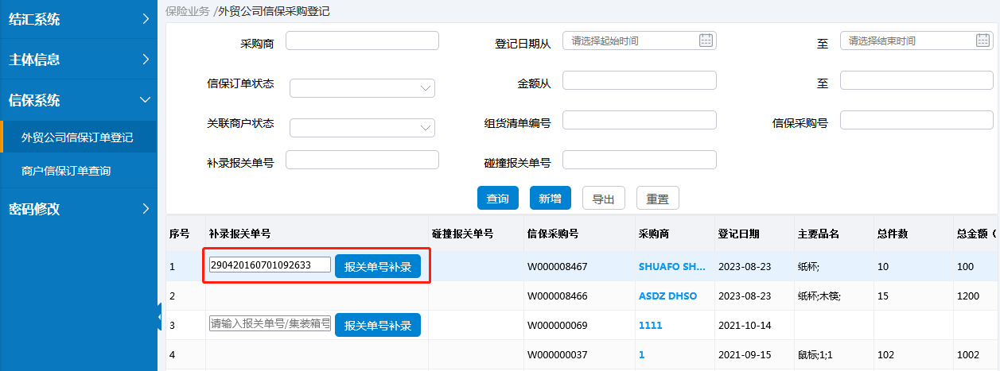 结汇系统
主体信息
信保系统
外贸公司信保订单登记
商户信保订单查询
密码修改
保险业务 /外贸公司信保采购登记
采购商 登记日期从 请选择起始时间 至 请选择结束时间
信保订单状态 金额从 至
关联商户状态 组货清单编号 信保采购号
补录报关单号 碰撞报关单号
查询 新增 导出 重置
序号 补录报关单号 碰撞报关单号 信保采购号 采购商 登记日期 主要品名 总件数 总金额（
1 290420160701092633 报关单号补录 W000008467 SHUAFO SH... 2023-08-23 纸杯; 10 100
2 W000008466 ASDZ DHSO 2023-08-23 纸杯;木筷; 15 1200
3 请输入报关单号/集装箱号 报关单号补录 W000000069 1111 2021-10-14
4 W000000037 1 2021-09-15 鼠标;1;1 102 1002